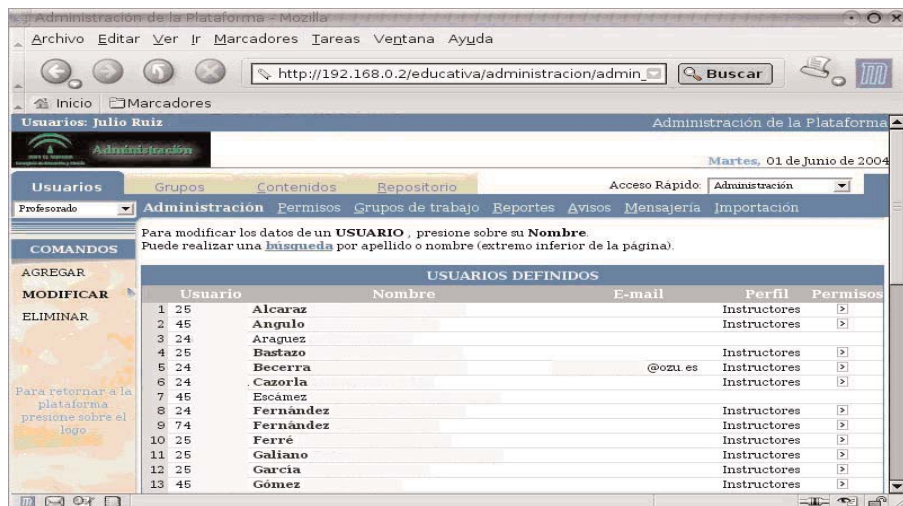 Administración de la Plataforma - Mozilla
Archivo Editar Ver Ir Marcadores Tareas Ventana Ayuda
http://192.168.0.2/educativa/administracion/admin_ Buscar
Inicio Marcadores
Usuarios: Julio Ruiz Administración de la Plataforma
Administración
Martes, 01 de Junio de 2004
Usuarios Grupos Contenidos Repositorio Acceso Rápido: Administración
Profesorado Administración Permisos Grupos de trabajo Reportes Avisos Mensajería Importación
Para modificar los datos de un USUARIO , presione sobre su Nombre.
Puede realizar una búsqueda por apellido o nombre (extremo inferior de la página).
COMANDOS
AGREGAR
MODIFICAR
ELIMINAR
Para retornar a la
plataforma
presione sobre el
logo
USUARIOS DEFINIDOS
Usuario Nombre E-mail Perfil Permisos
1 25 Alcaraz Instructores
2 45 Angulo Instructores
3 24 Araguez
4 25 Bastazo Instructores
5 24 Becerra @ozu.es Instructores
6 24 Cazorla Instructores
7 45 Escámez
8 24 Fernández Instructores
9 74 Fernández Instructores
10 25 Ferré Instructores
11 25 Galiano Instructores
12 25 García Instructores
13 45 Gómez Instructores